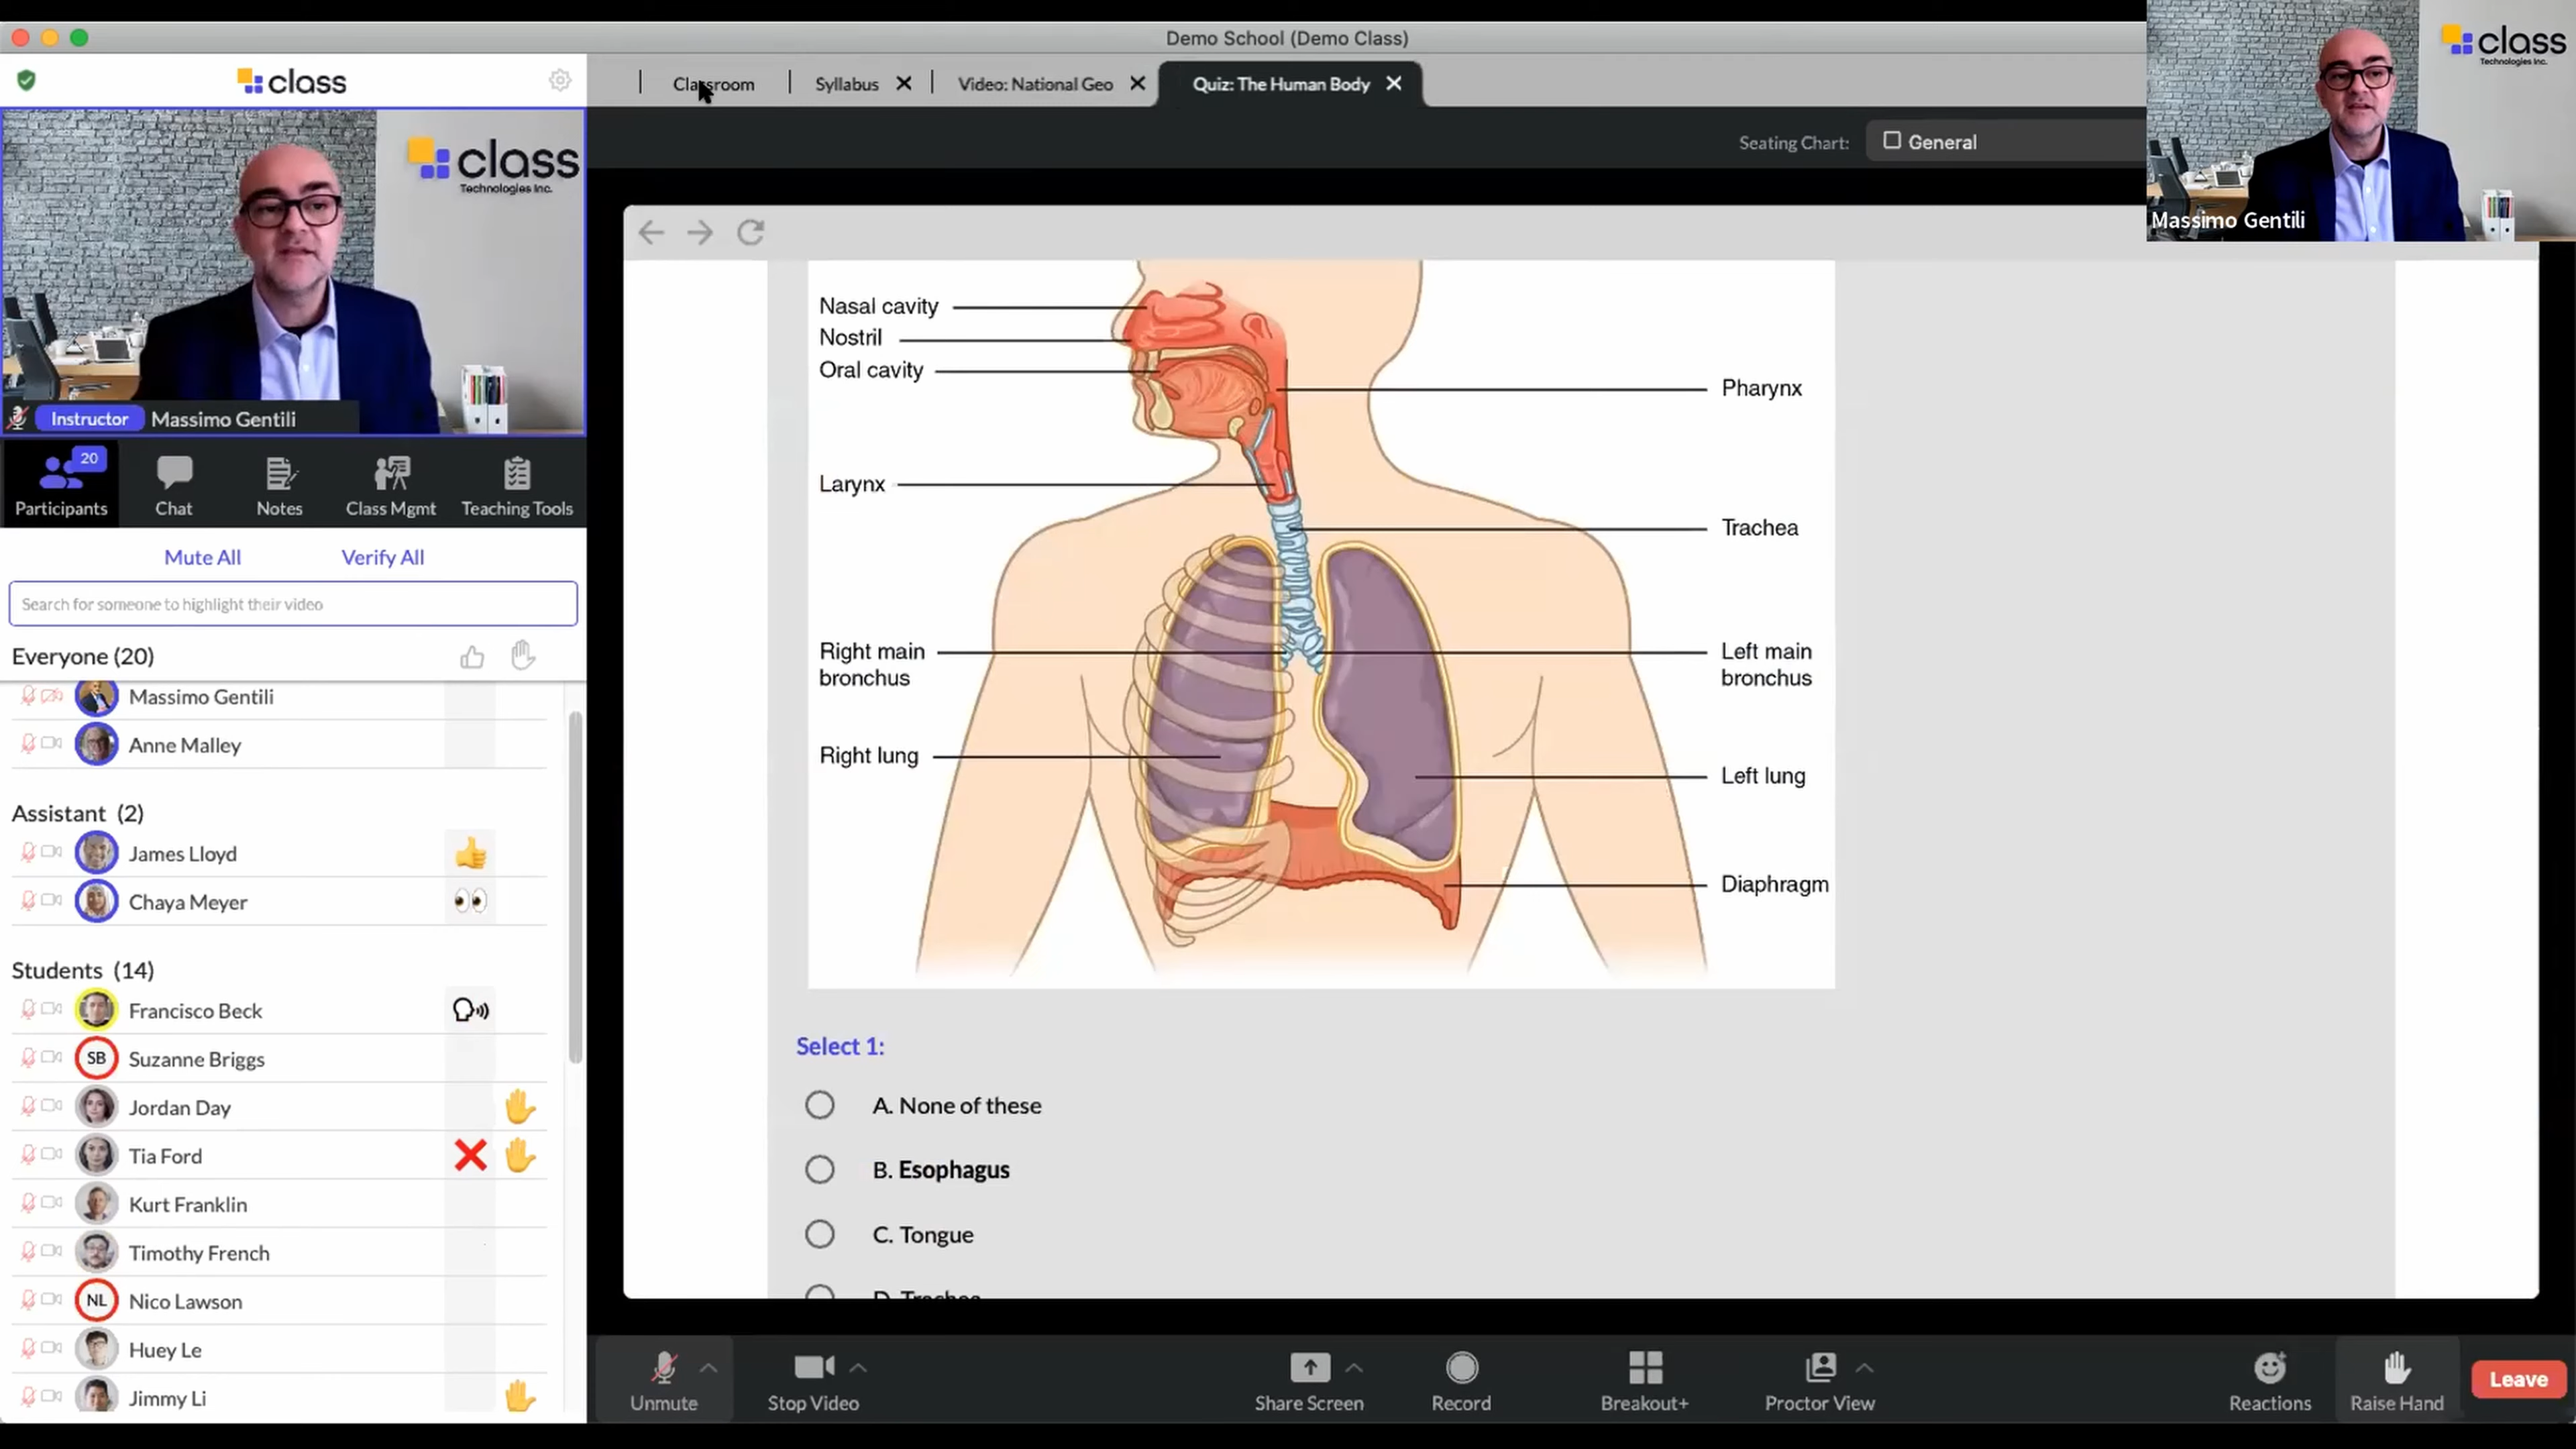 Demo School (Demo Class)
class
Classroom
Syllabus
Video: National Geo
Quiz: The Human Body
class
Technologies Inc.
Massimo Gentili
Seating Chart:
General
class
Technologies Inc.
Instructor
Massimo Gentili
20
Participants
Chat
Notes
Class Mgmt
Teaching Tools
Mute All
Verify All
Search for someone to highlight their video
Everyone (20)
Massimo Gentili
Anne Malley
Assistant (2)
James Lloyd
Chaya Meyer
Students (14)
Francisco Beck
SB
Suzanne Briggs
Jordan Day
Tia Ford
Kurt Franklin
Timothy French
NL
Nico Lawson
Huey Le
Jimmy Li
Nasal cavity
Nostril
Oral cavity
Pharynx
Larynx
Trachea
Right main
bronchus
Left main
bronchus
Right lung
Left lung
Diaphragm
Select 1:
A. None of these
B. Esophagus
C. Tongue
D. Trachea
Unmute
Stop Video
Share Screen
Record
Breakout+
Proctor View
Reactions
Raise Hand
Leave